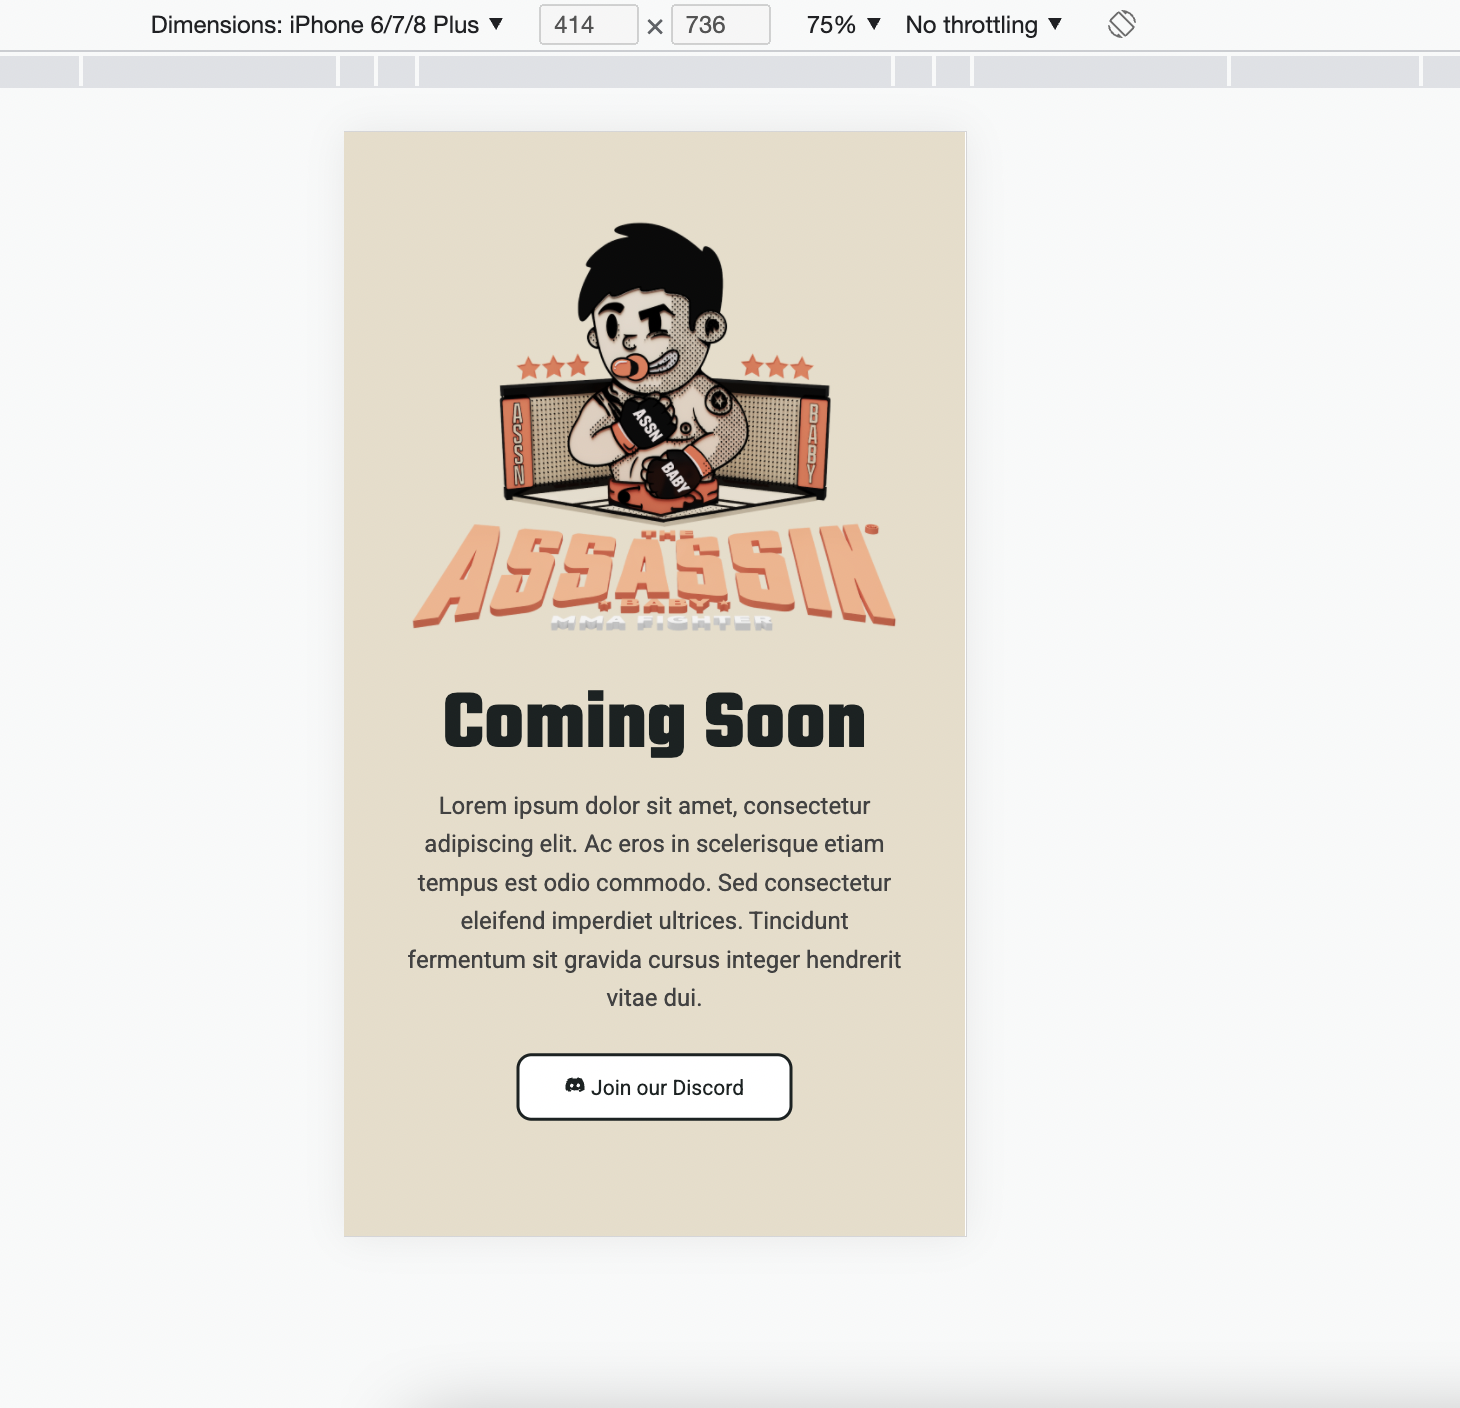 Dimensions: iPhone 6/7/8 Plus ▼ 414 × 736 75% ▼ No throttling ▼
ASSN
BABY
ASSN
BABY
THE
ASSASSIN
BABY
MMA FIGHTER
Coming Soon
Lorem ipsum dolor sit amet, consectetur
adipiscing elit. Ac eros in scelerisque etiam
tempus est odio commodo. Sed consectetur
eleifend imperdiet ultrices. Tincidunt
fermentum sit gravida cursus integer hendrerit
vitae dui.
Join our Discord